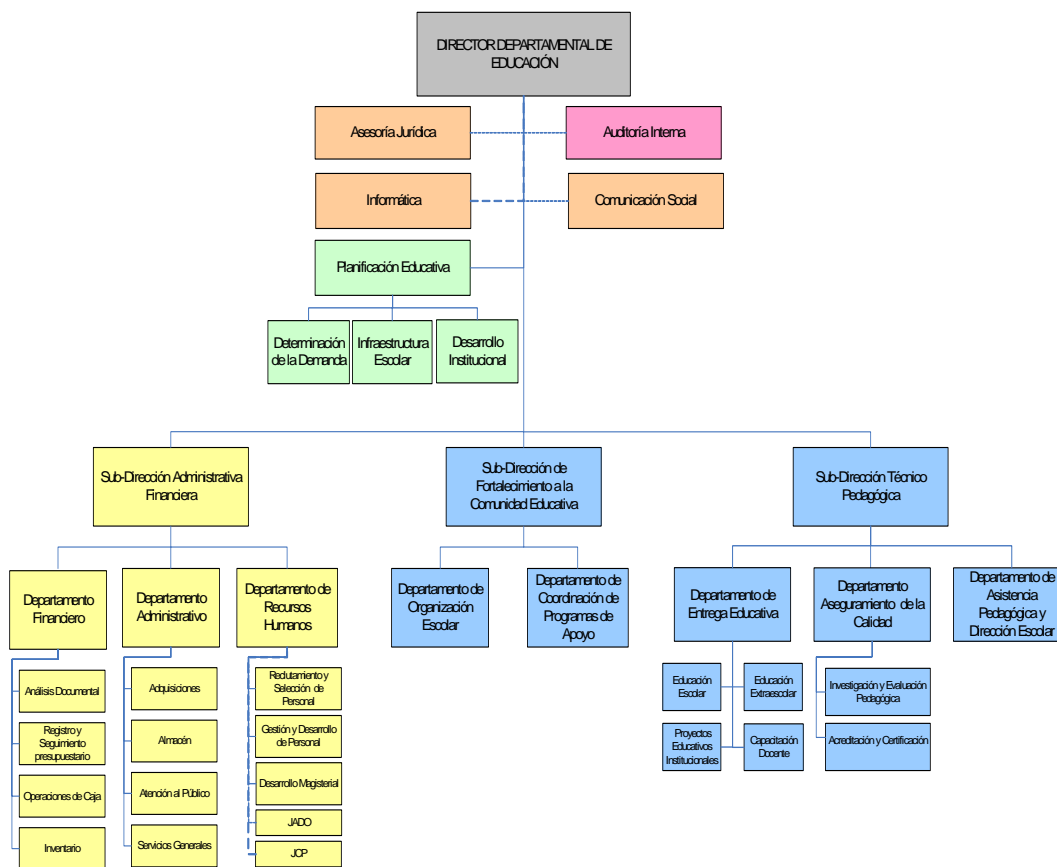 DIRECTOR DEPARTAMENTAL DE
EDUCACIÓN
Asesoría Jurídica
Auditoría Interna
Informática
Comunicación Social
Planificación Educativa
Determinación
de la Demanda
Infraestructura
Escolar
Desarrollo
Institucional
Sub-Dirección Administrativa
Financiera
Sub-Dirección de
Fortalecimiento a la
Comunidad Educativa
Sub-Dirección Técnico
Pedagógica
Departamento
Financiero
Departamento
Administrativo
Departamento de
Recursos
Humanos
Departamento de
Organización
Escolar
Departamento de
Coordinación de
Programas de
Apoyo
Departamento de
Entrega Educativa
Departamento
Aseguramiento de la
Calidad
Departamento de
Asistencia
Pedagógica y
Dirección Escolar
Análisis Documental
Registro y
Seguimiento
presupuestario
Operaciones de Caja
Inventario
Adquisiciones
Almacén
Atención al Público
Servicios Generales
Reclutamiento y
Selección de
Personal
Gestión y Desarrollo
de Personal
Desarrollo Magisterial
JADO
JCP
Educación
Escolar
Educación
Extraescolar
Proyectos
Educativos
Institucionales
Capacitación
Docente
Investigación y Evaluación
Pedagógica
Acreditación y Certificación